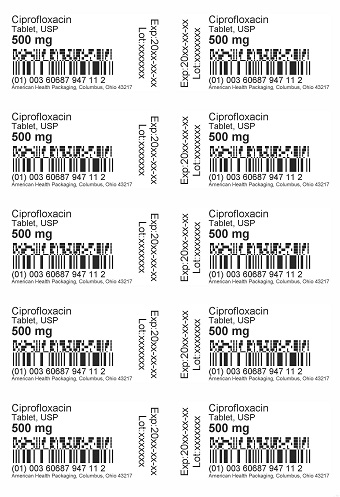 Ciprofloxacin
Tablet, USP
500 mg
(01) 003 60687 947 11 2
American Health Packaging, Columbus, Ohio 43217
Exp:20xx-xx-xx
Lot:xxxxxxx
Exp:20xx-xx-xx
Lot:xxxxxxx
Ciprofloxacin
Tablet, USP
500 mg
(01) 003 60687 947 11 2
American Health Packaging, Columbus, Ohio 43217
Ciprofloxacin
Tablet, USP
500 mg
(01) 003 60687 947 11 2
American Health Packaging, Columbus, Ohio 43217
Exp:20xx-xx-xx
Lot:xxxxxxx
Exp:20xx-xx-xx
Lot:xxxxxxx
Ciprofloxacin
Tablet, USP
500 mg
(01) 003 60687 947 11 2
American Health Packaging, Columbus, Ohio 43217
Ciprofloxacin
Tablet, USP
500 mg
(01) 003 60687 947 11 2
American Health Packaging, Columbus, Ohio 43217
Exp:20xx-xx-xx
Lot:xxxxxxx
Exp:20xx-xx-xx
Lot:xxxxxxx
Ciprofloxacin
Tablet, USP
500 mg
(01) 003 60687 947 11 2
American Health Packaging, Columbus, Ohio 43217
Ciprofloxacin
Tablet, USP
500 mg
(01) 003 60687 947 11 2
American Health Packaging, Columbus, Ohio 43217
Exp:20xx-xx-xx
Lot:xxxxxxx
Exp:20xx-xx-xx
Lot:xxxxxxx
Ciprofloxacin
Tablet, USP
500 mg
(01) 003 60687 947 11 2
American Health Packaging, Columbus, Ohio 43217
Ciprofloxacin
Tablet, USP
500 mg
(01) 003 60687 947 11 2
American Health Packaging, Columbus, Ohio 43217
Exp:20xx-xx-xx
Lot:xxxxxxx
Exp:20xx-xx-xx
Lot:xxxxxxx
Ciprofloxacin
Tablet, USP
500 mg
(01) 003 60687 947 11 2
American Health Packaging, Columbus, Ohio 43217